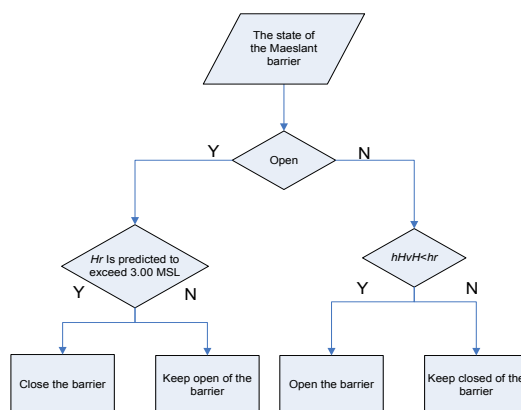 The state of
the Maeslant
barrier
Y
Open
N
Hr Is predicted to
exceed 3.00 MSL
hHvH<hr
Y
N
Y
N
Close the barrier
Keep open of the
barrier
Open the barrier
Keep closed of the
barrier